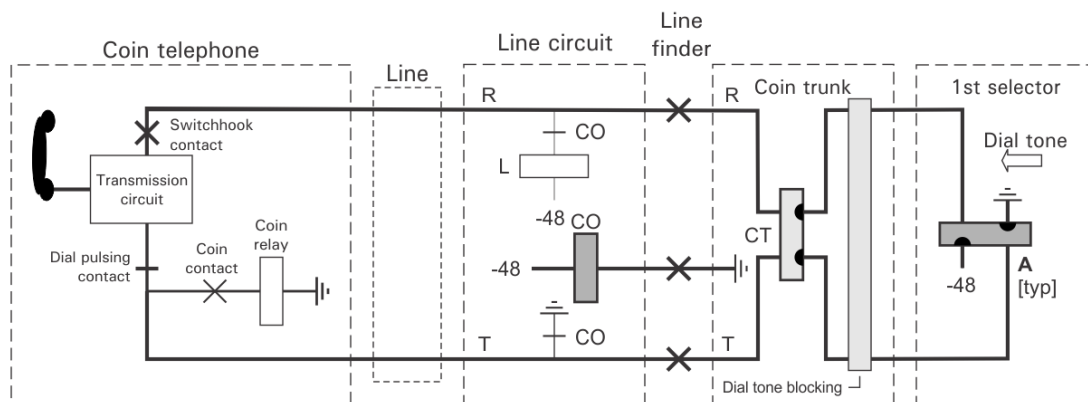 Coin telephone
Line
Line circuit
Line
finder
Coin trunk
1st selector
R
R
Switchhook
contact
CO
Dial tone
L
Transmission
circuit
-48
CO
Coin
relay
CT
Dial pulsing
contact
Coin
contact
-48
A
[typ]
-48
CO
T
T
Dial tone blocking